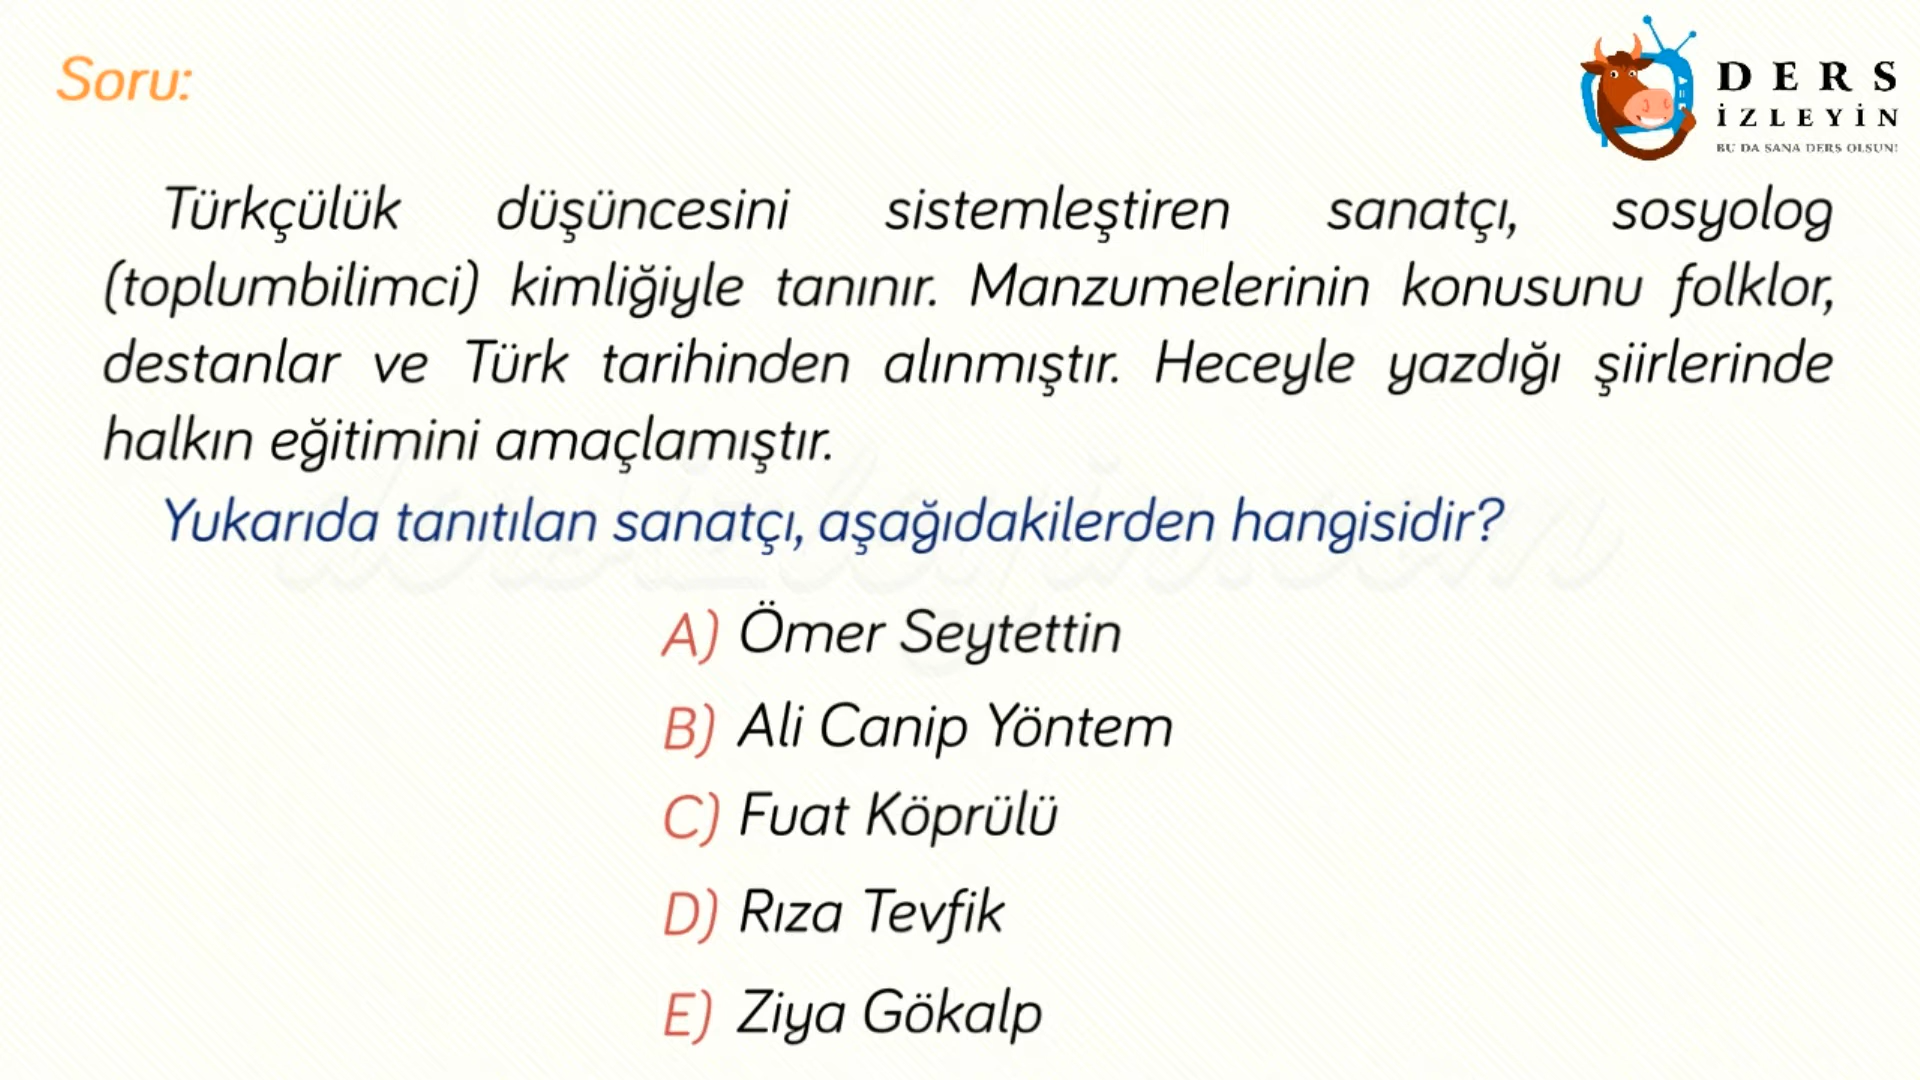 Soru:
DERS
İZLEYİN
BU DA SANA DERS OLSUN!
Türkçülük düşüncesini sistemleştiren sanatçı, sosyolog
(toplumbilimci) kimliğiyle tanınır. Manzumelerinin konusunu folklor,
destanlar ve Türk tarihinden alınmıştır. Heceyle yazdığı şiirlerinde
halkın eğitimini amaçlamıştır.
Yukarıda tanıtılan sanatçı, aşağıdakilerden hangisidir?
A) Ömer Seytettin
B) Ali Canip Yöntem
C) Fuat Köprülü
D) Rıza Tevfik
E) Ziya Gökalp